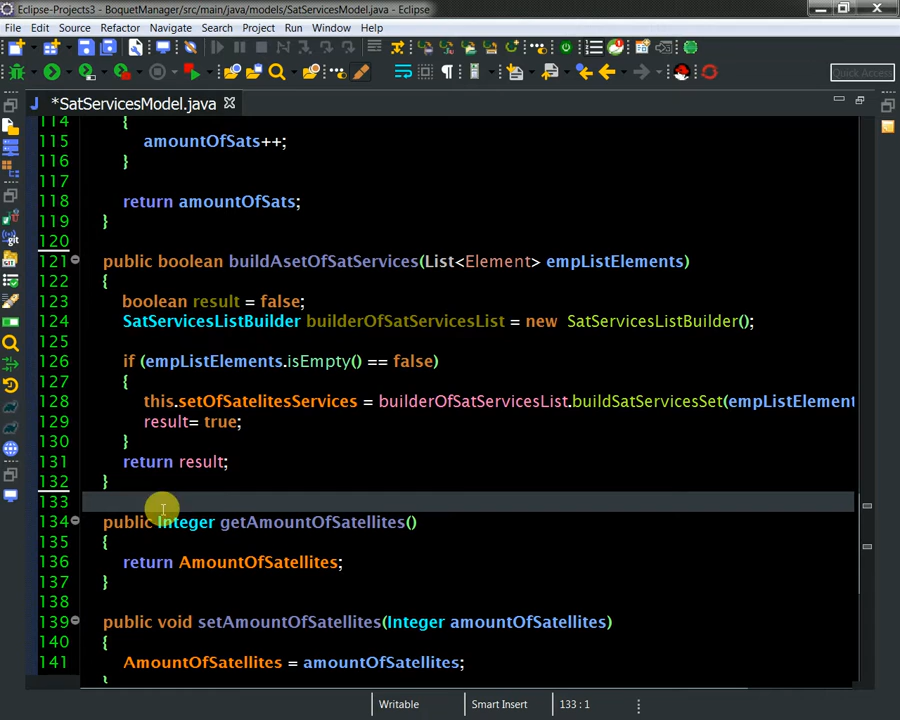 Eclipse-Projects3 - BoquetManager/src/main/java/models/SatServicesModel.java - Eclipse
File Edit Source Refactor Navigate Search Project Run Window Help
Quick Access
*SatServicesModel.java
114 {
115 amountOfSats++;
116 }
117
118 return amountOfSats;
119 }
120
121 public boolean buildAsetOfSatServices(List<Element> empListElements)
122 {
123 boolean result = false;
124 SatServicesListBuilder builderOfSatServicesList = new SatServicesListBuilder();
125
126 if (empListElements.isEmpty() == false)
127 {
128 this.setOfSatelitesServices = builderOfSatServicesList.buildSatServicesSet(empListElement
129 result= true;
130 }
131 return result;
132 }
133
134 public Integer getAmountOfSatellites()
135 {
136 return AmountOfSatellites;
137 }
138
139 public void setAmountOfSatellites(Integer amountOfSatellites)
140 {
141 AmountOfSatellites = amountOfSatellites;
}
Writable Smart Insert 133 : 1